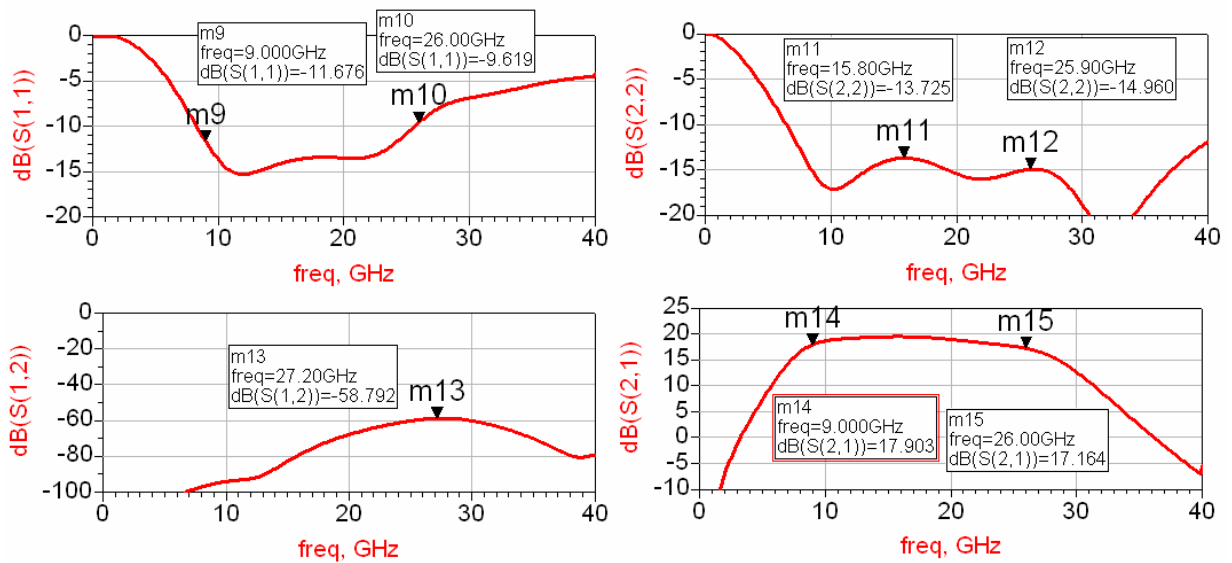 m9
freq=9.000GHz
dB(S(1,1))=-11.676
m10
freq=26.00GHz
dB(S(1,1))=-9.619
m9
m10
0
-5
-10
-15
-20
dB(S(1,1))
0
10
20
30
40
freq, GHz
m11
freq=15.80GHz
dB(S(2,2))=-13.725
m12
freq=25.90GHz
dB(S(2,2))=-14.960
m11
m12
0
-5
-10
-15
-20
dB(S(2,2))
0
10
20
30
40
freq, GHz
m13
freq=27.20GHz
dB(S(1,2))=-58.792
m13
0
-20
-40
-60
-80
-100
dB(S(1,2))
0
10
20
30
40
freq, GHz
m14
m15
m14
freq=9.000GHz
dB(S(2,1))=17.903
m15
freq=26.00GHz
dB(S(2,1))=17.164
25
20
15
10
5
0
-5
-10
dB(S(2,1))
0
10
20
30
40
freq, GHz